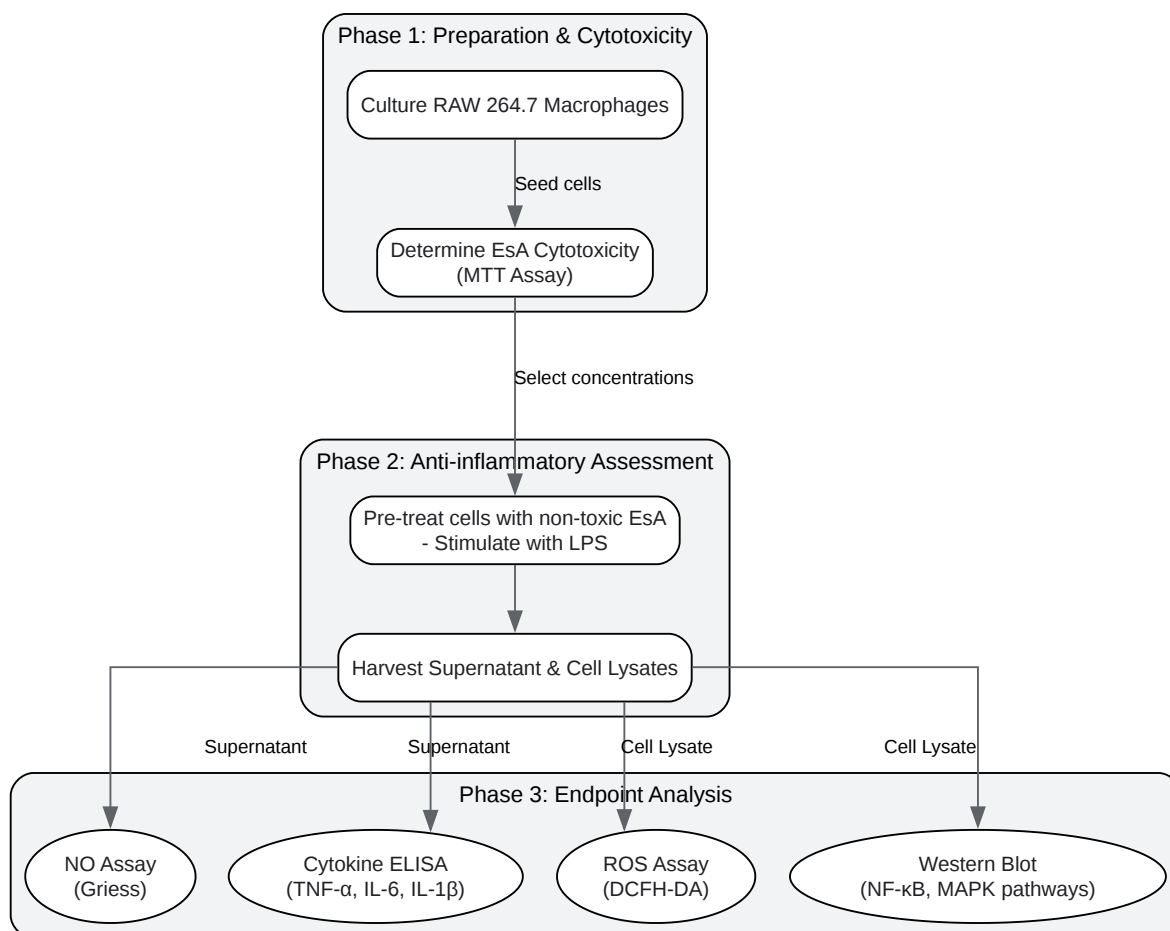 Phase 1: Preparation & Cytotoxicity
Culture RAW 264.7 Macrophages
Seed cells
Determine EsA Cytotoxicity
(MTT Assay)
Select concentrations
Phase 2: Anti-inflammatory Assessment
Pre-treat cells with non-toxic EsA
- Stimulate with LPS
Harvest Supernatant & Cell Lysates
Supernatant
Supernatant
Cell Lysate
Cell Lysate
Phase 3: Endpoint Analysis
NO Assay
(Griess)
Cytokine ELISA
(TNF-α, IL-6, IL-1β)
ROS Assay
(DCFH-DA)
Western Blot
(NF-κB, MAPK pathways)